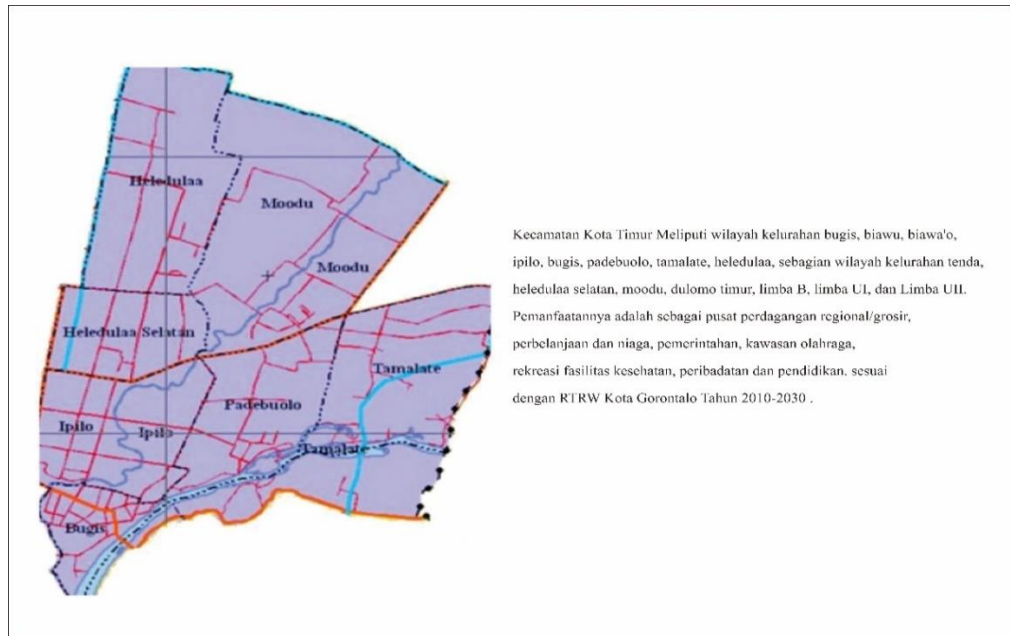 Heledulaa
Moodu
Moodu
Heledulaa Selatan
Tamalate
Padebuolo
Ipilo
Ipilo
Tamalate
Bugis
Kecamatan Kota Timur Meliputi wilayah kelurahan bugis, biawu, biawa'o,
ipilo, bugis, padebuolo, tamalate, heledulaa, sebagian wilayah kelurahan tenda,
heledulaa selatan, moodu, dulomo timur, limba B, limba UI, dan Limba UII.
Pemanfaatannya adalah sebagai pusat perdagangan regional/grosir,
perbelanjaan dan niaga, pemerintahan, kawasan olahraga,
rekreasi fasilitas kesehatan, peribadatan dan pendidikan. sesuai
dengan RTRW Kota Gorontalo Tahun 2010-2030 .